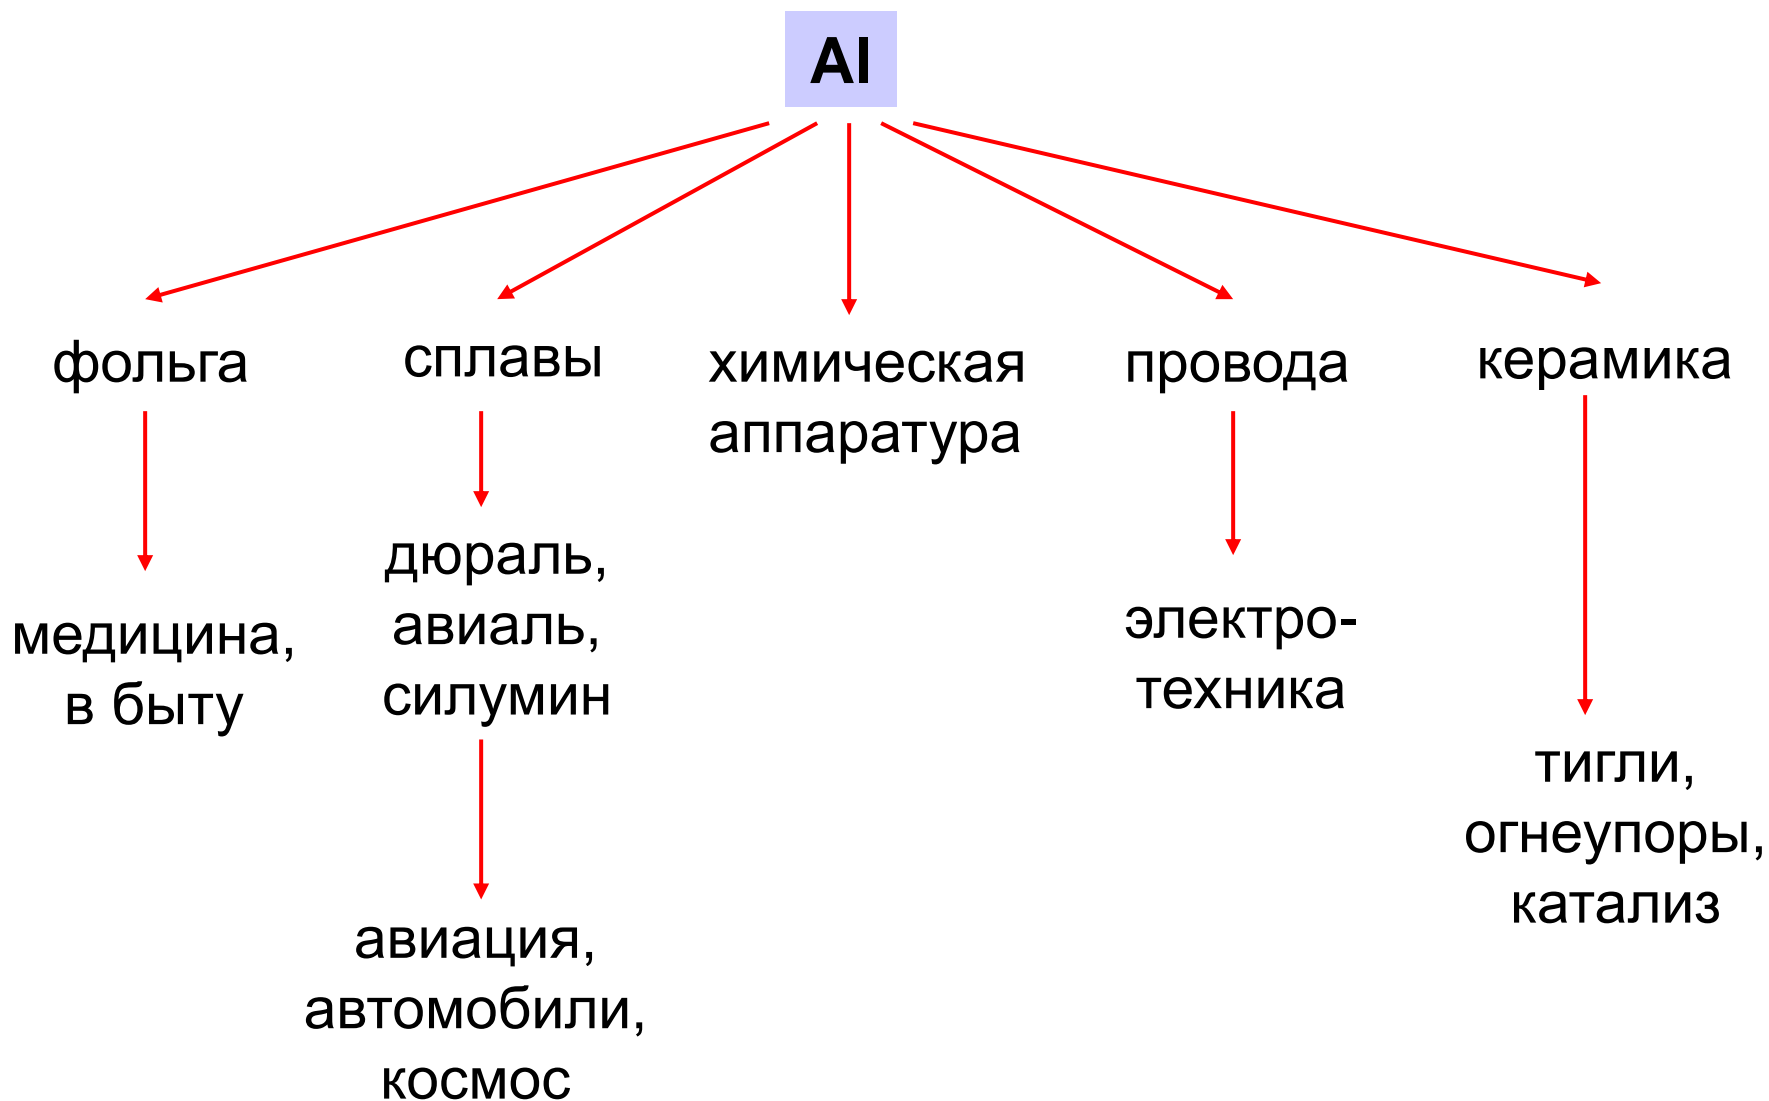 Al
фольга
сплавы
химическая
аппаратура
провода
керамика
медицина,
в быту
дюраль,
авиаль,
силумин
электро-
техника
тигли,
огнеупоры,
катализ
авиация,
автомобили,
космос